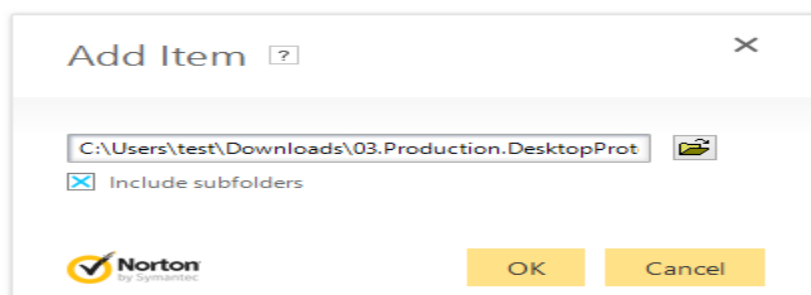 Add Item ?
C:\Users\test\Downloads\03.Production.DesktopProt
Include subfolders
Norton
by Symantec
OK Cancel